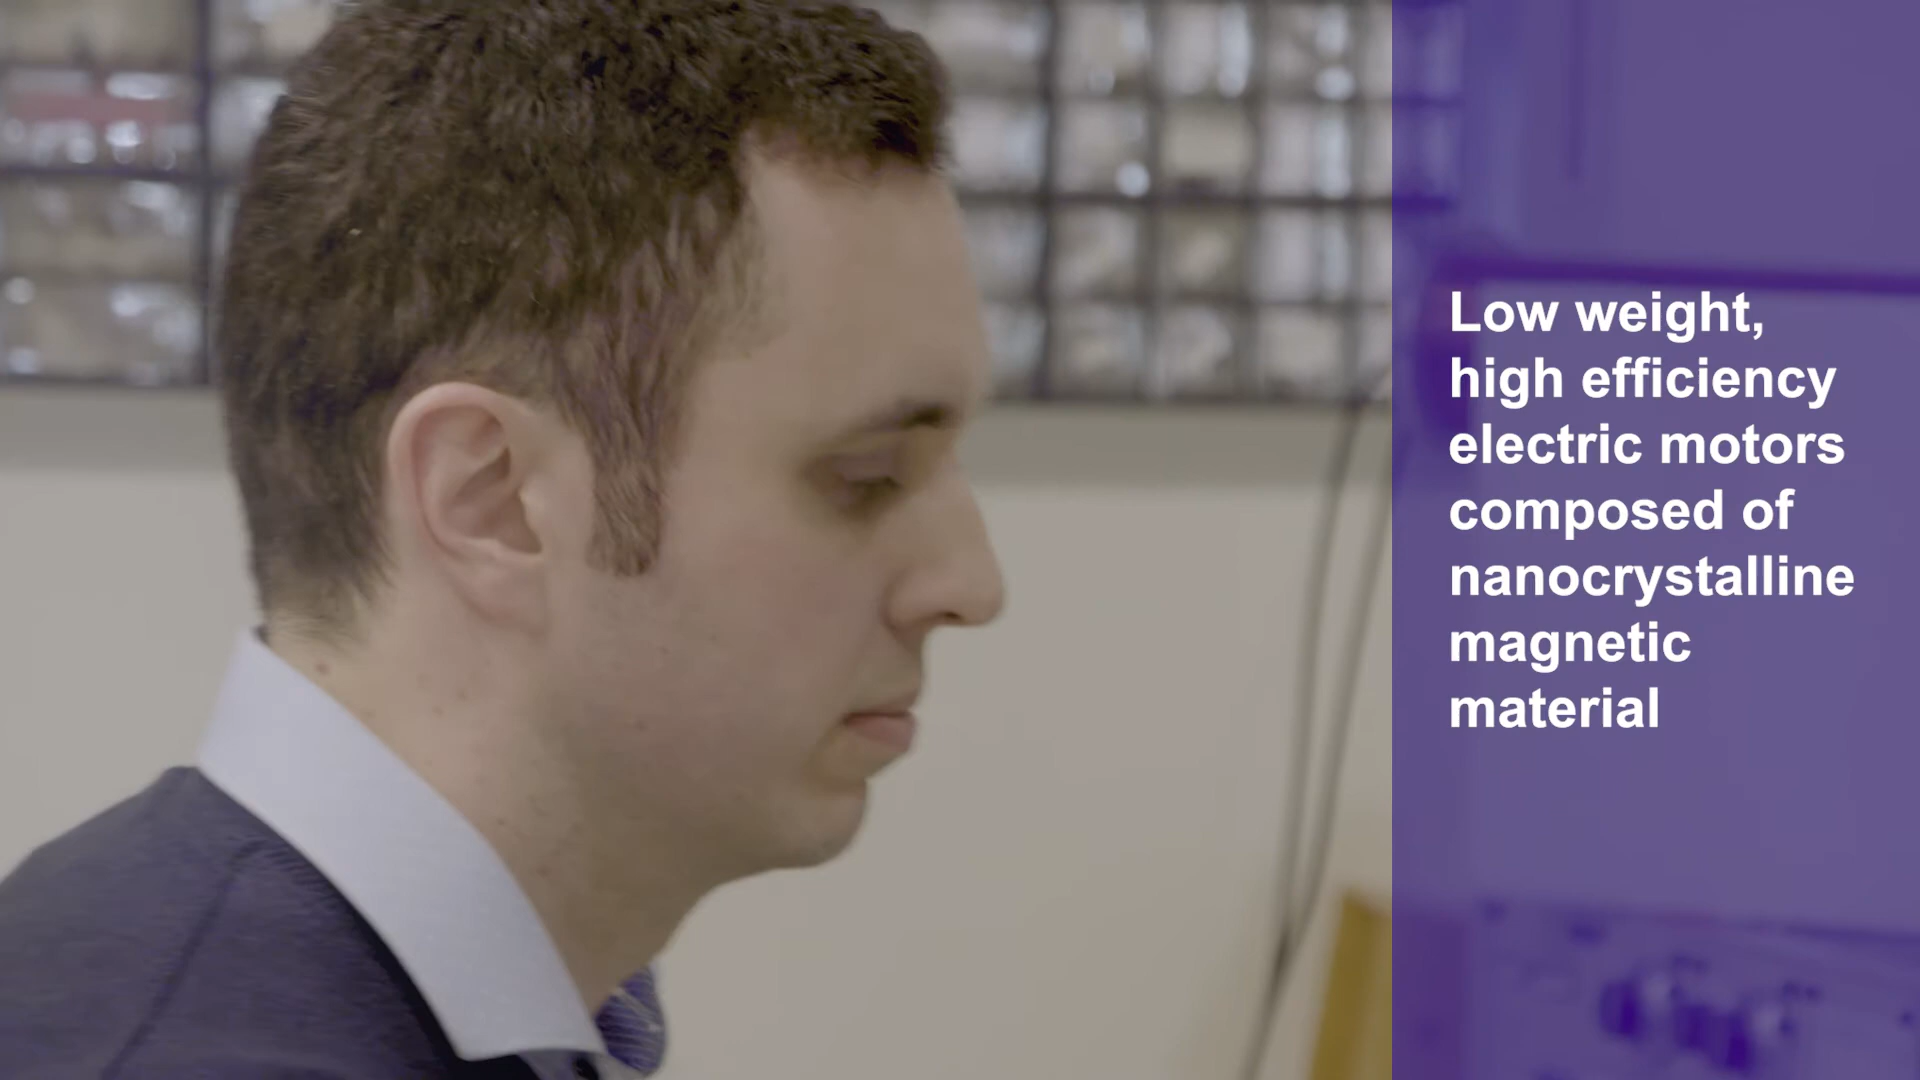 Low weight,
high efficiency
electric motors
composed of
nanocrystalline
magnetic
material